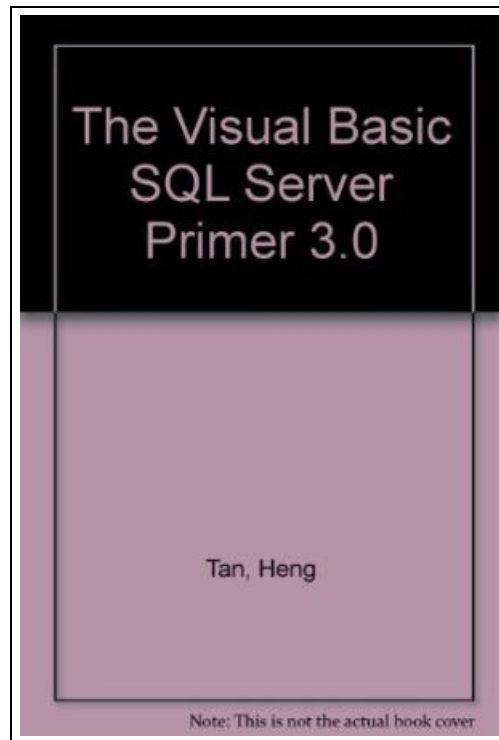 The Visual Basic
SQL Server
Primer 3.0
Tan, Heng
Note: This is not the actual book cover